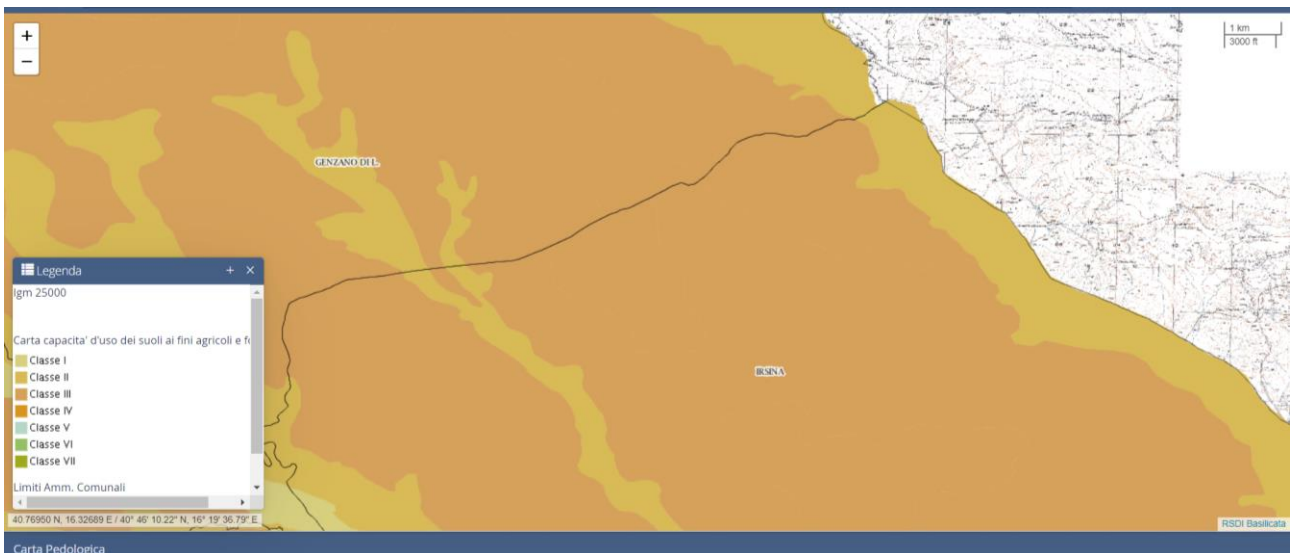 +
1 km
3000 ft
−
GENZANO DI L.
Legenda + ×
Igm 25000
Carta capacita' d'uso dei suoli ai fini agricoli e fo
Classe I
Classe II
Classe III
IRSINA
Classe IV
Classe V
Classe VI
Classe VII
Limiti Amm. Comunali
40.76950 N, 16.32689 E / 40° 46' 10.22" N, 16° 19' 36.79" E
RSDI Basilicata
Carta Pedologica